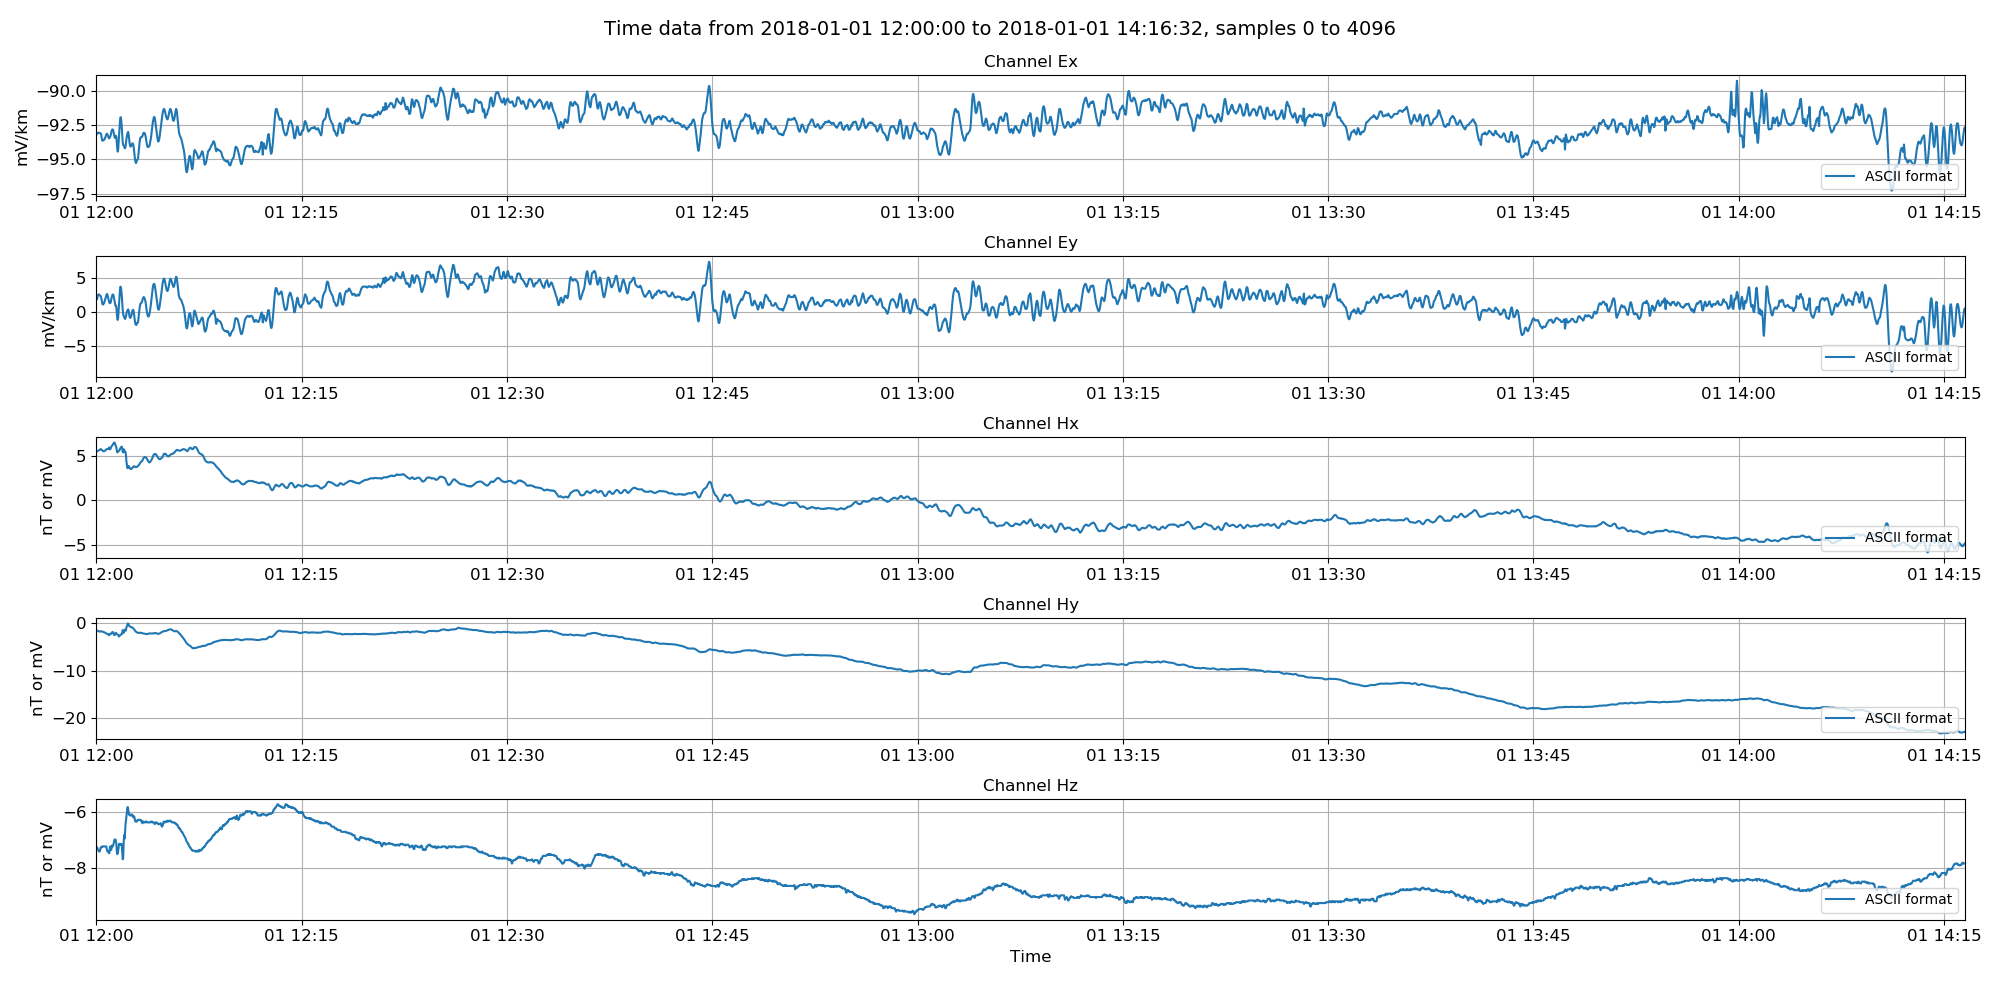 Time data from 2018-01-01 12:00:00 to 2018-01-01 14:16:32, samples 0 to 4096
Channel Ex
mV/km
−90.0
−92.5
−95.0
−97.5
ASCII format
01 12:00 01 12:15 01 12:30 01 12:45 01 13:00 01 13:15 01 13:30 01 13:45 01 14:00 01 14:15
Channel Ey
mV/km
5
0
−5
ASCII format
01 12:00 01 12:15 01 12:30 01 12:45 01 13:00 01 13:15 01 13:30 01 13:45 01 14:00 01 14:15
Channel Hx
nT or mV
5
0
−5
ASCII format
01 12:00 01 12:15 01 12:30 01 12:45 01 13:00 01 13:15 01 13:30 01 13:45 01 14:00 01 14:15
Channel Hy
nT or mV
0
−10
−20
ASCII format
01 12:00 01 12:15 01 12:30 01 12:45 01 13:00 01 13:15 01 13:30 01 13:45 01 14:00 01 14:15
Channel Hz
nT or mV
−6
−8
ASCII format
01 12:00 01 12:15 01 12:30 01 12:45 01 13:00 01 13:15 01 13:30 01 13:45 01 14:00 01 14:15
Time